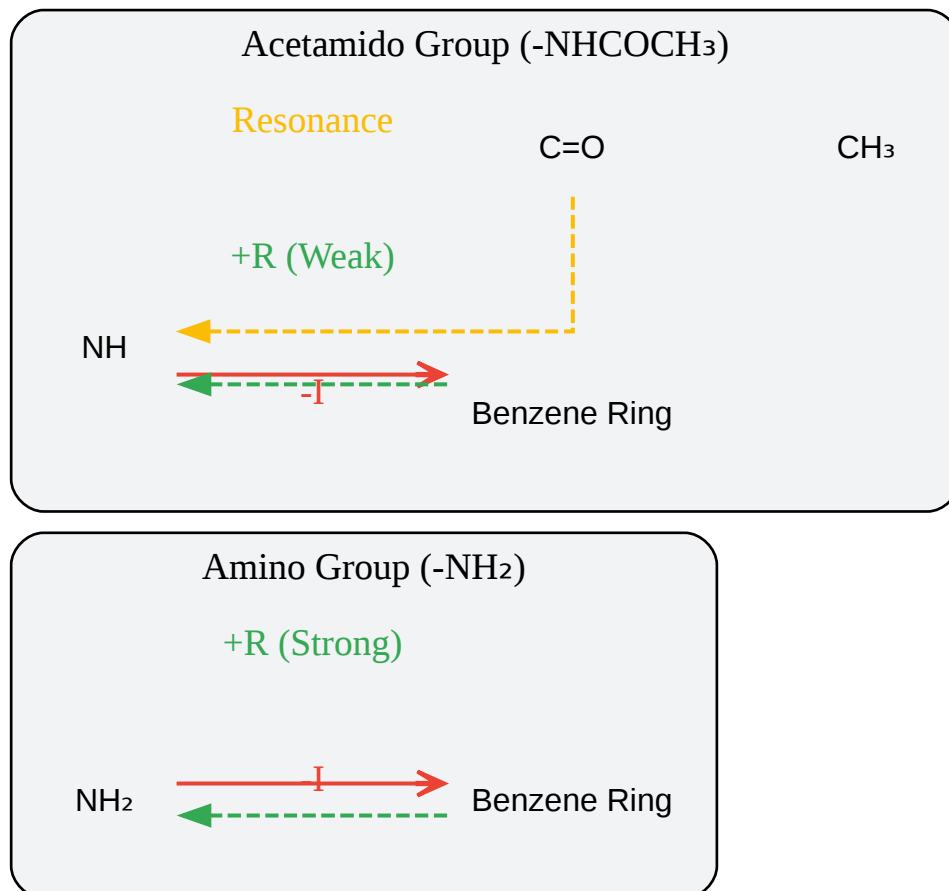 Acetamido Group (-NHCOCH₃)
Resonance
C=O
CH₃
+R (Weak)
NH
-I
Benzene Ring
Amino Group (-NH₂)
+R (Strong)
-I
NH₂
Benzene Ring